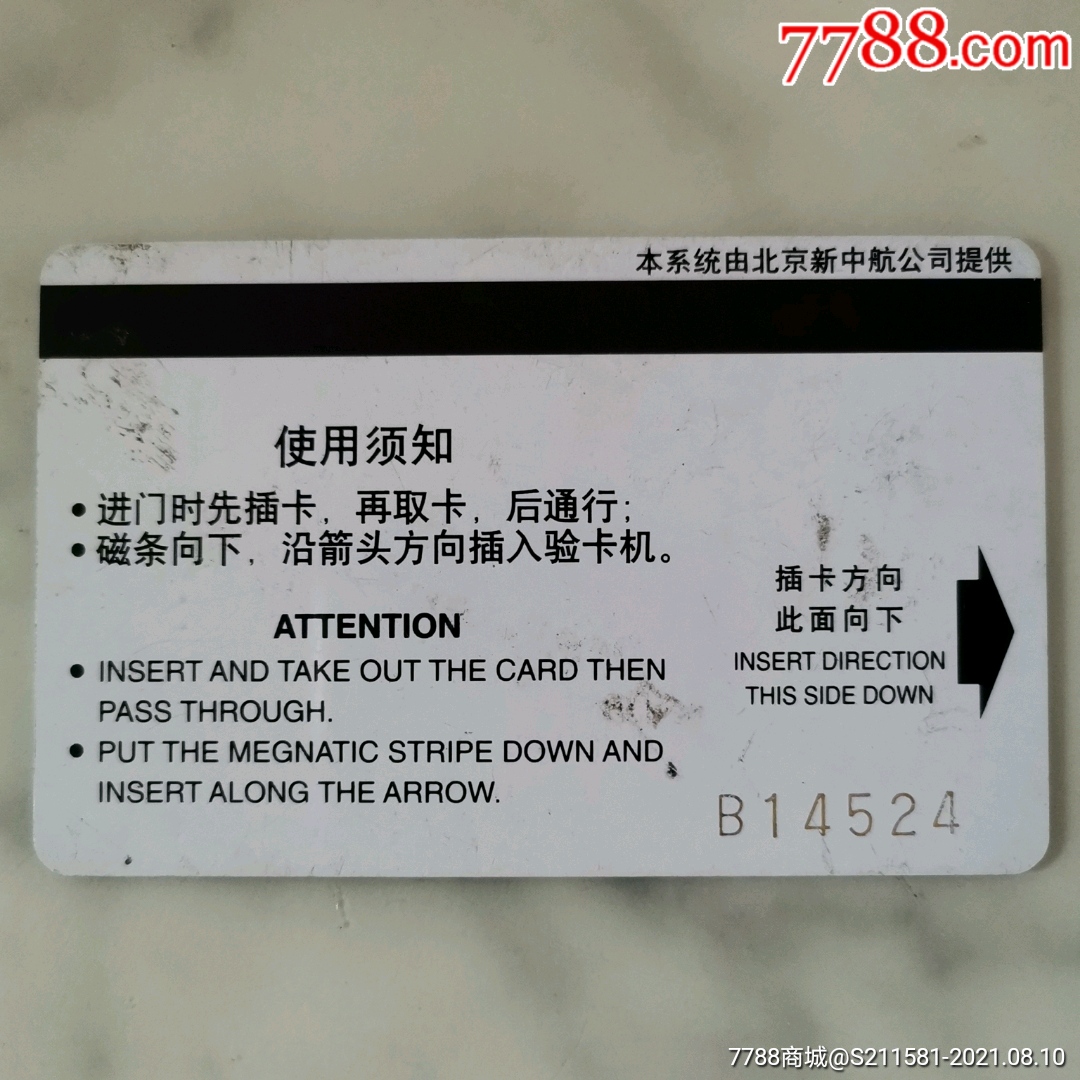 7788.com
本系统由北京新中航公司提供
使用须知
• 进门时先插卡，再取卡，后通行；
• 磁条向下，沿箭头方向插入验卡机。
ATTENTION
• INSERT AND TAKE OUT THE CARD THEN
PASS THROUGH.
• PUT THE MEGNATIC STRIPE DOWN AND
INSERT ALONG THE ARROW.
插卡方向
此面向下
INSERT DIRECTION
THIS SIDE DOWN
B14524
7788商城@S211581-2021.08.10